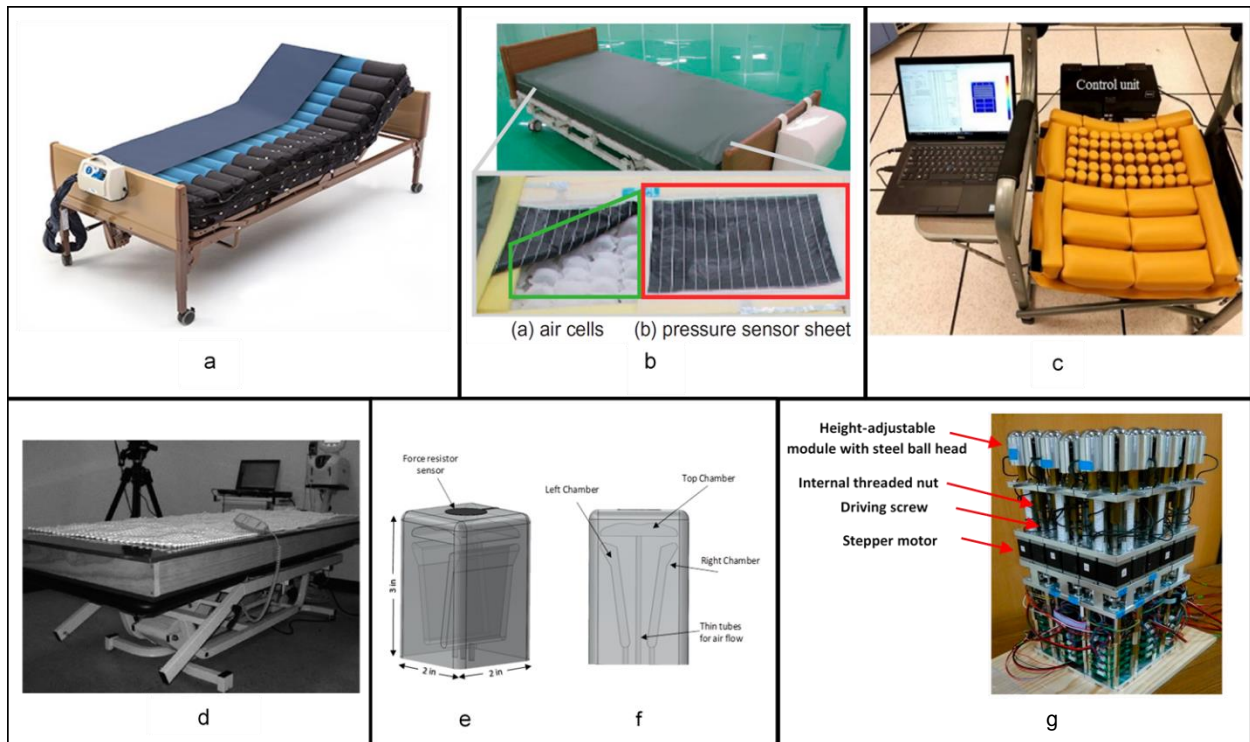 a
(a) air cells
(b) pressure sensor sheet
b
Control unit
c
d
Force resistor
sensor
3 in
2 in
2 in
e
Top Chamber
Left Chamber
Right Chamber
Thin tubes
for air flow
f
Height-adjustable
module with steel ball head
Internal threaded nut
Driving screw
Stepper motor
g